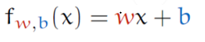 f_{w,b}(x) = wx + b